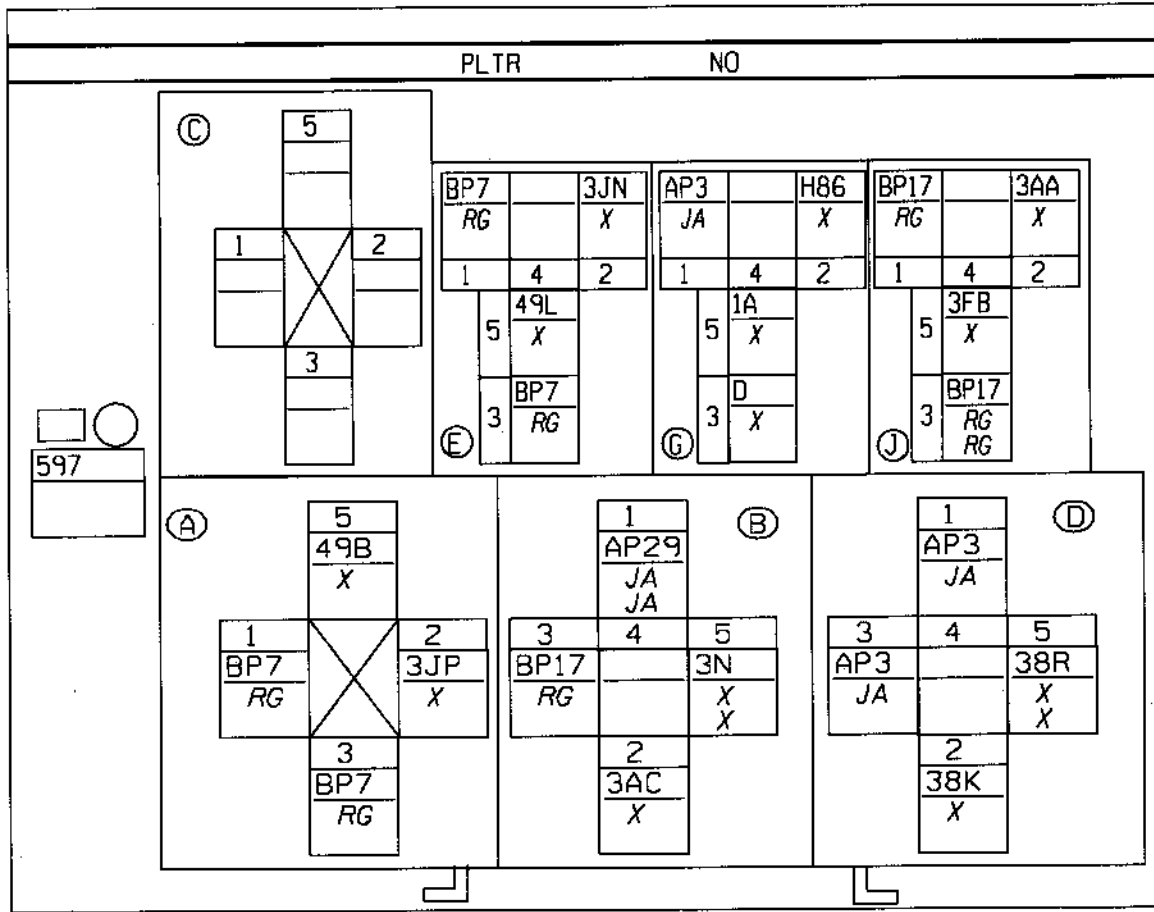 PLTR NO
C
5
1 2
3
BP7 3JN
RG X
1 4 2
49L
5 X
BP7
3 RG
E
AP3 H86
JA X
1 4 2
1A
5 X
D
3 X
G
BP17 3AA
RG X
1 4 2
3FB
5 X
BP17
3 RG
RG
J
597
A
5
49B
X
1 2
BP7 3JP
RG X
3
BP7
RG
B
1
AP29
JA
JA
3 4 5
BP17 3N
RG X
X
2
3AC
X
D
1
AP3
JA
3 4 5
AP3 38R
JA X
X
2
38K
X